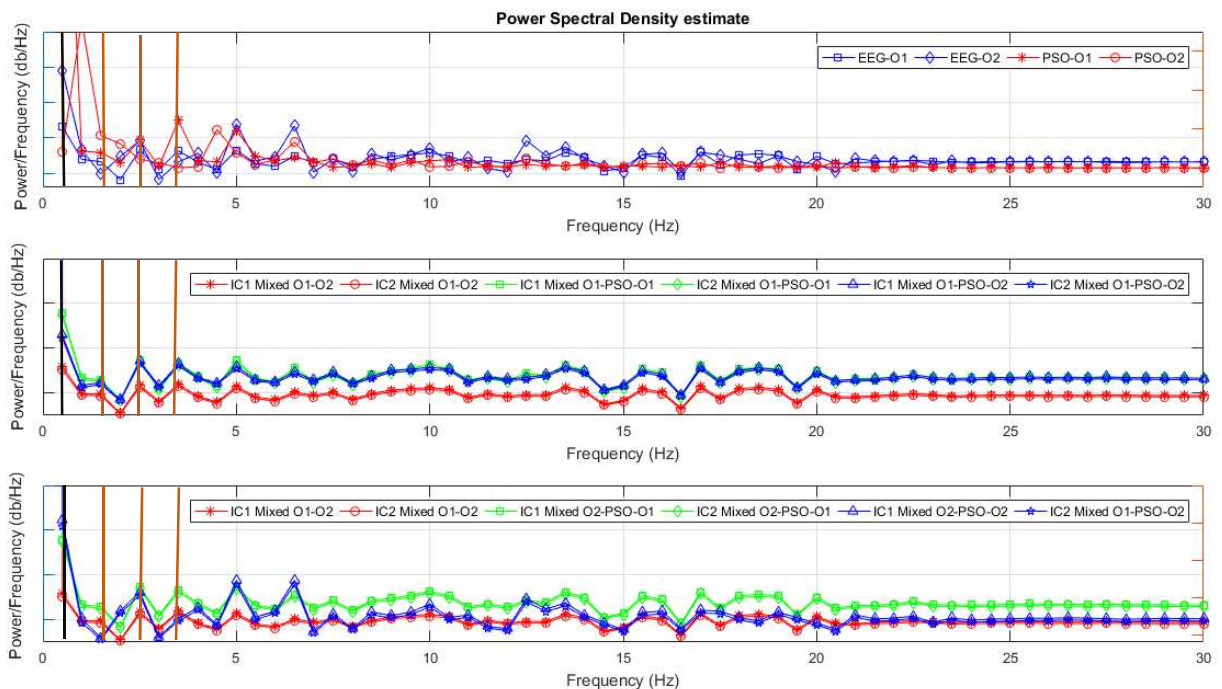 Power Spectral Density estimate
Power/Frequency (db/Hz)
EEG-O1 EEG-O2 PSO-O1 PSO-O2
0 5 10 15 20 25 30
Frequency (Hz)
Power/Frequency (db/Hz)
IC1 Mixed O1-O2 IC2 Mixed O1-O2 IC1 Mixed O1-PSO-O1 IC2 Mixed O1-PSO-O1 IC1 Mixed O1-PSO-O2 IC2 Mixed O1-PSO-O2
0 5 10 15 20 25 30
Frequency (Hz)
Power/Frequency (db/Hz)
IC1 Mixed O1-O2 IC2 Mixed O1-O2 IC1 Mixed O2-PSO-O1 IC2 Mixed O2-PSO-O1 IC1 Mixed O2-PSO-O2 IC2 Mixed O1-PSO-O2
0 5 10 15 20 25 30
Frequency (Hz)